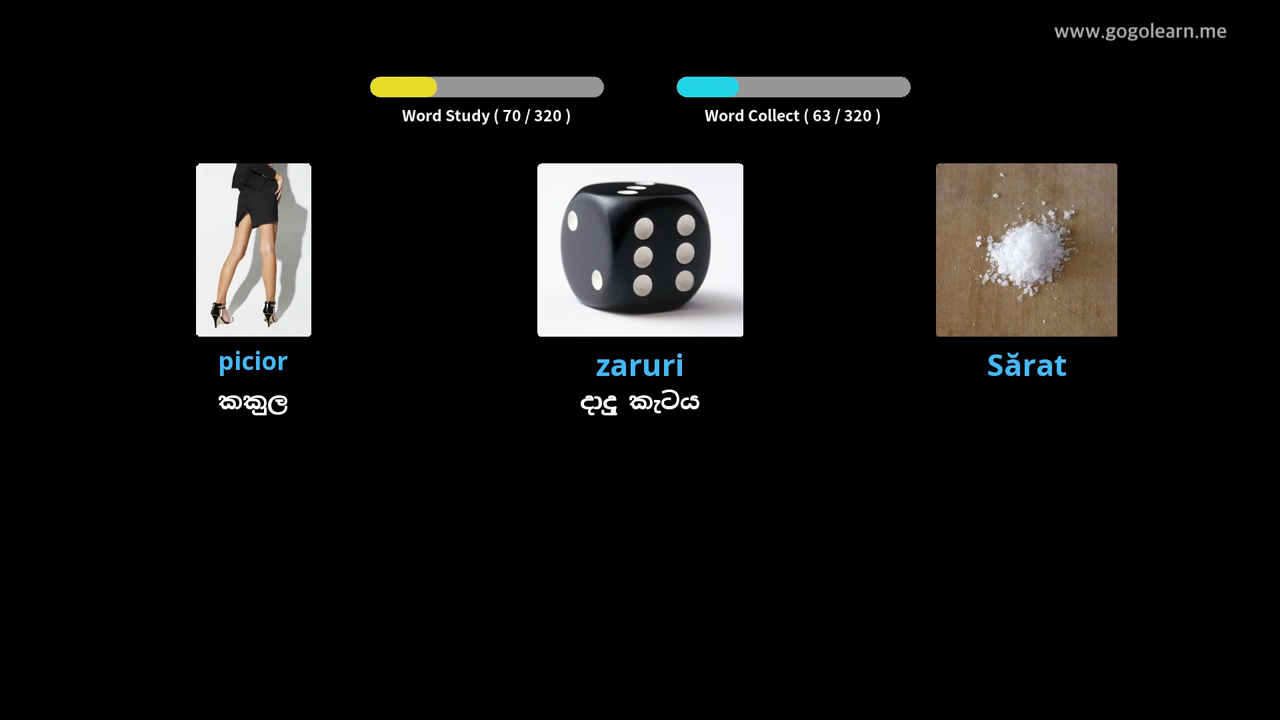 www.gogolearn.me
Word Study ( 70 / 320 )
Word Collect ( 63 / 320 )
picior
කකුල
zaruri
දාදු කැටය
Sărat